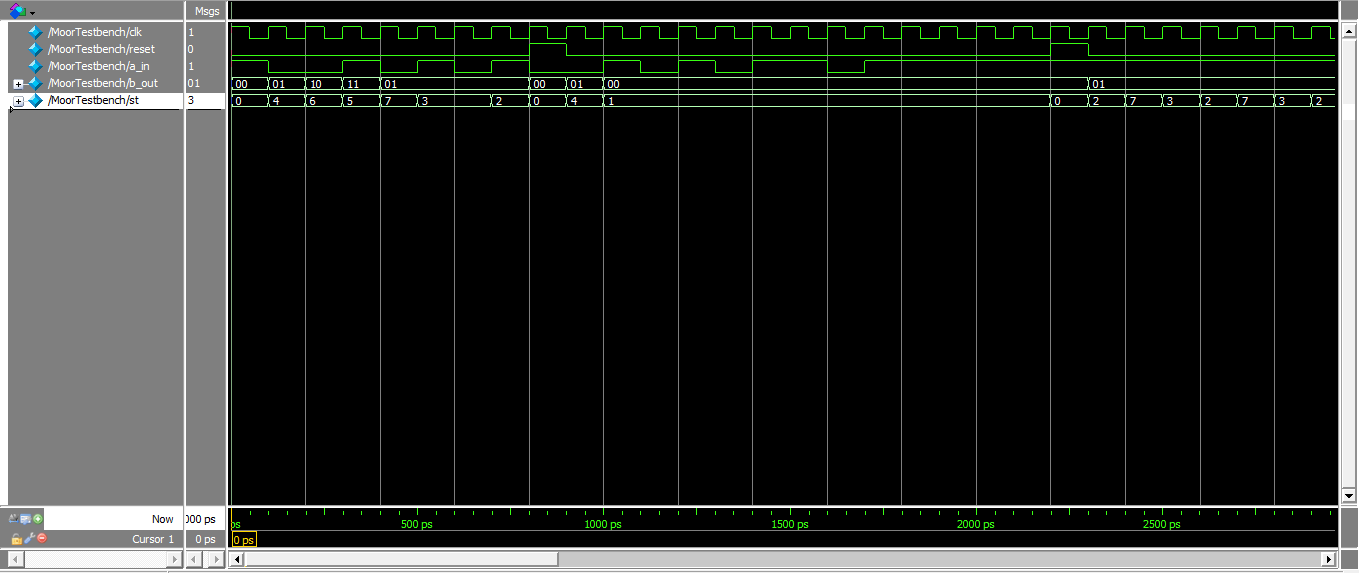 Msgs
/MoorTestbench/clk 1
/MoorTestbench/reset 0
/MoorTestbench/a_in 1
/MoorTestbench/b_out 01 00 01 10 11 01 00 01 00 01
/MoorTestbench/st 3 0 4 6 5 7 3 2 0 4 1 0 2 7 3 2 7 3 2
Now 000 ps ps 500 ps 1000 ps 1500 ps 2000 ps 2500 ps
Cursor 1 0 ps 0 ps